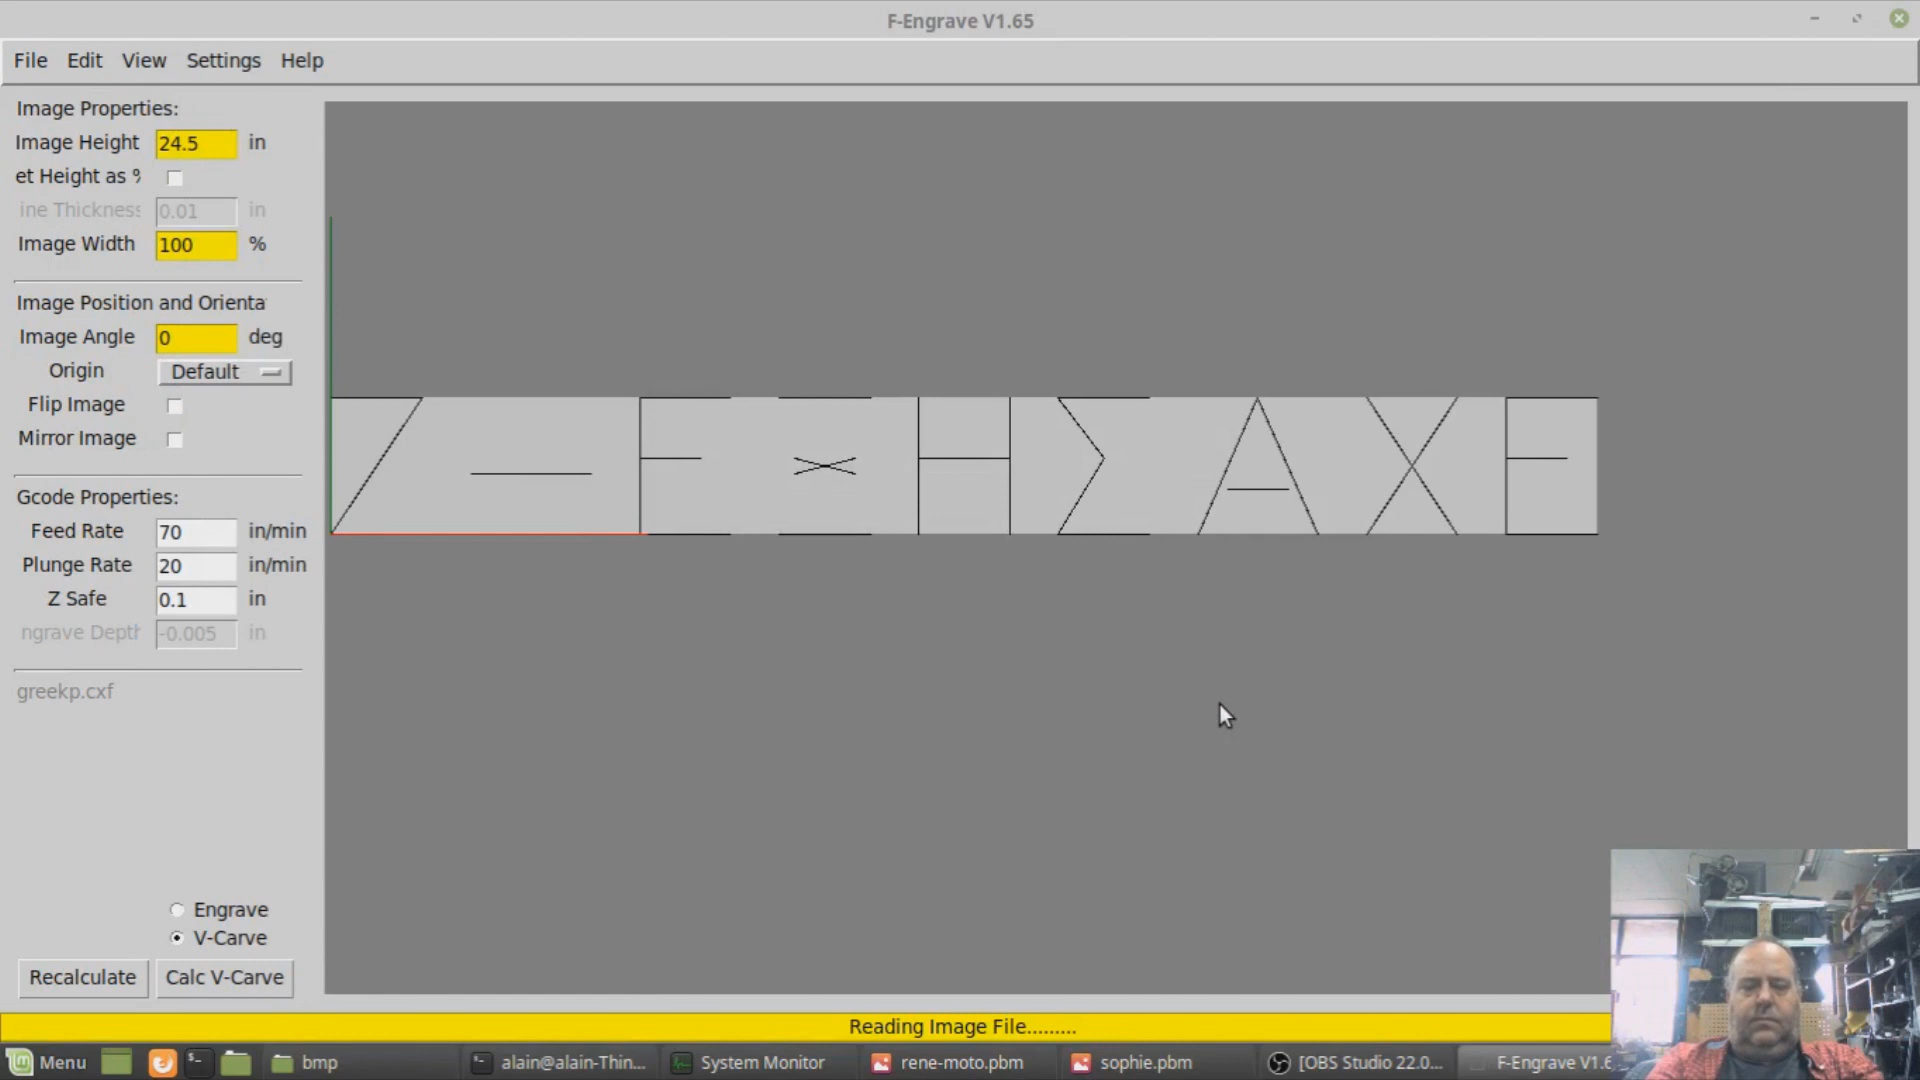 F-Engrave V1.65
File Edit View Settings Help
Image Properties:
Image Height 24.5 in
et Height as %
ine Thickness 0.01 in
Image Width 100 %
Image Position and Orienta
Image Angle 0 deg
Origin Default
Flip Image
Mirror Image
Gcode Properties:
Feed Rate 70 in/min
Plunge Rate 20 in/min
Z Safe 0.1 in
ngrave Depth -0.005 in
greekp.cxf
Engrave
V-Carve
Recalculate Calc V-Carve
Reading Image File.........
Menu bmp alain@alain-Thin... System Monitor rene-moto.pbm sophie.pbm [OBS Studio 22.0... F-Engrave V1.6